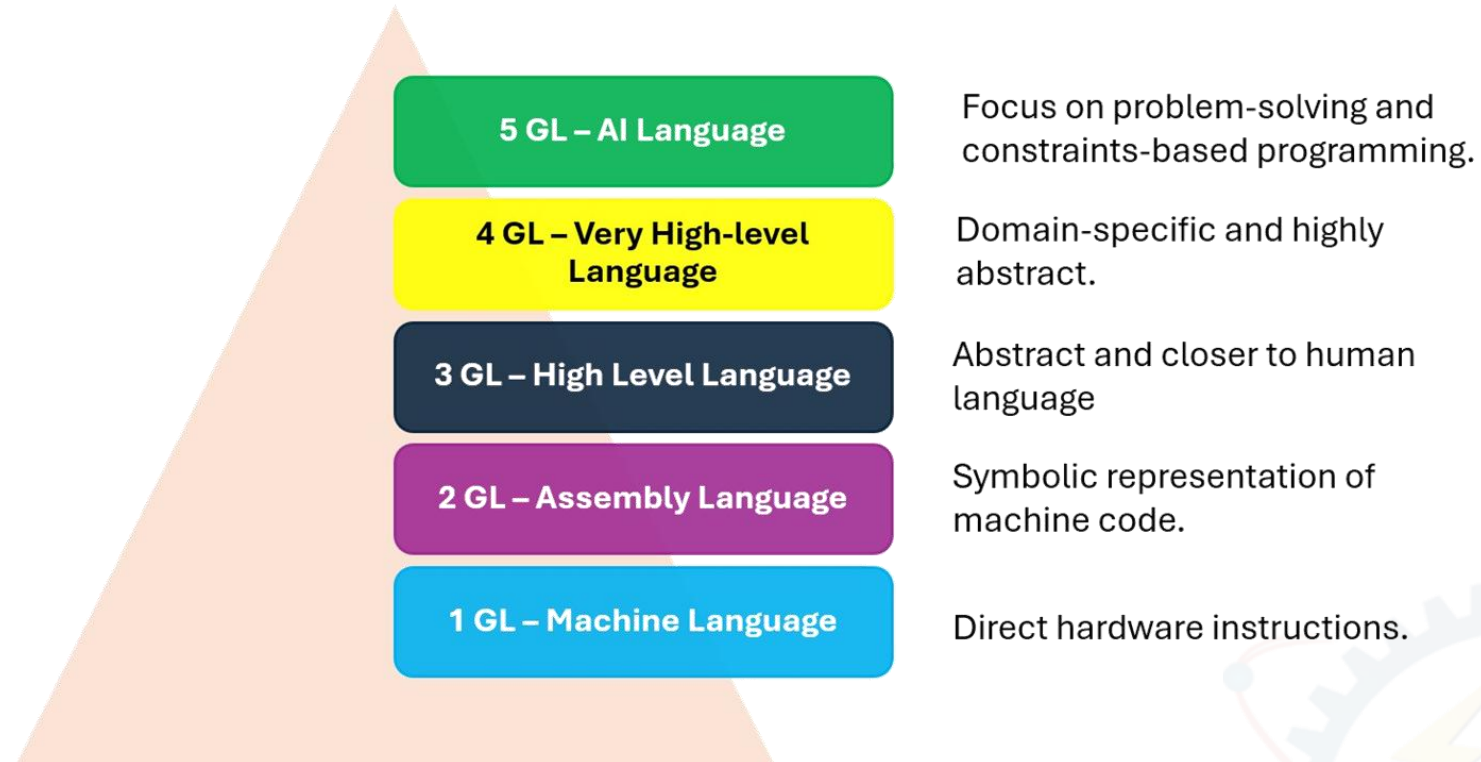 5 GL – AI Language
Focus on problem-solving and
constraints-based programming.
4 GL – Very High-level
Language
Domain-specific and highly
abstract.
3 GL – High Level Language
Abstract and closer to human
language
2 GL – Assembly Language
Symbolic representation of
machine code.
1 GL – Machine Language
Direct hardware instructions.